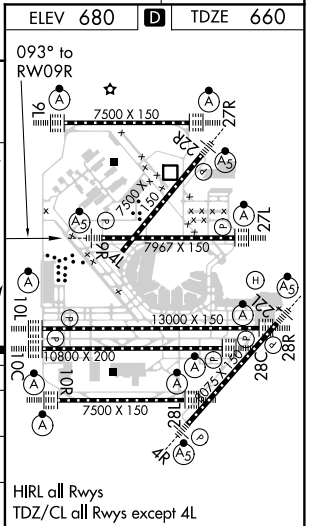 ELEV 680
D
TDZE 660
093° to
RW09R
A
A
9L
7500 X 150
27R
22R
A5
P
7500 X 150
A5
P
A
9R
4L
7967 X 150
P
27L
A
H
A5
22L
10L
P
13000 X 150
A
28R
10C
P
10800 X 200
P
P
28C
A
A
10R
7500 X 150
28L
A
8075 X 150
A
4R
A5
P
HIRL all Rwys
TDZ/CL all Rwys except 4L